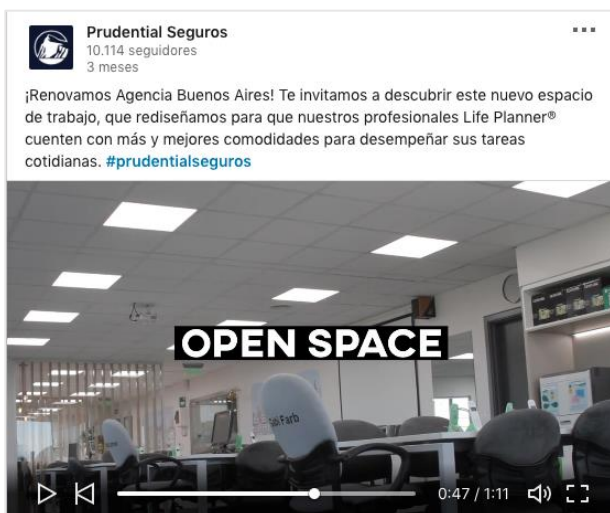 Prudential Seguros
10.114 seguidores
3 meses
¡Renovamos Agencia Buenos Aires! Te invitamos a descubrir este nuevo espacio
de trabajo, que rediseñamos para que nuestros profesionales Life Planner®
cuenten con más y mejores comodidades para desempeñar sus tareas
cotidianas. #prudentialseguros
OPEN SPACE
Farb
0:47 / 1:11